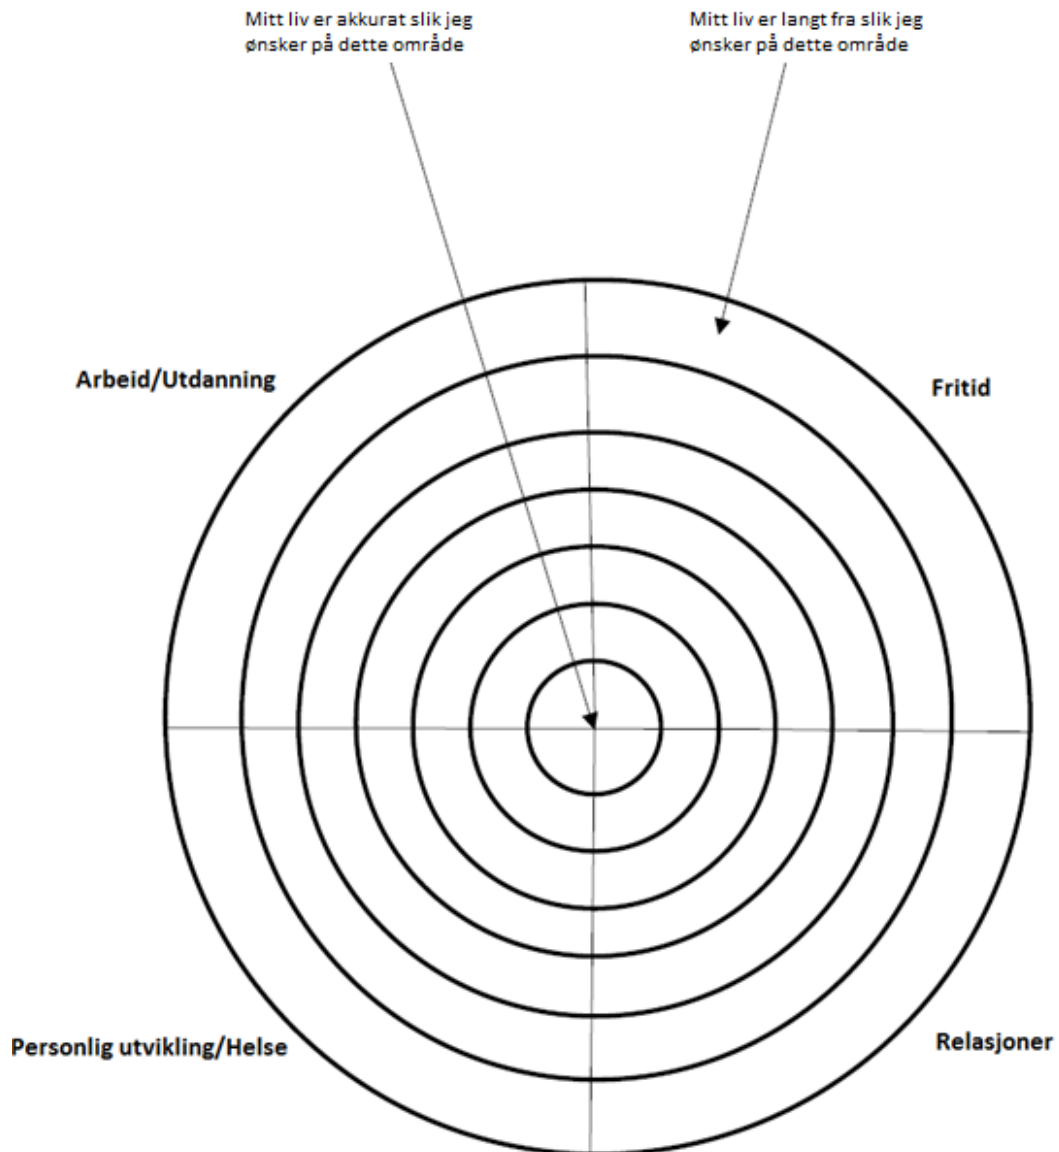 Mitt liv er akkurat slik jeg
ønsker på dette område
Mitt liv er langt fra slik jeg
ønsker på dette område
Arbeid/Utdanning
Fritid
Personlig utvikling/Helse
Relasjoner